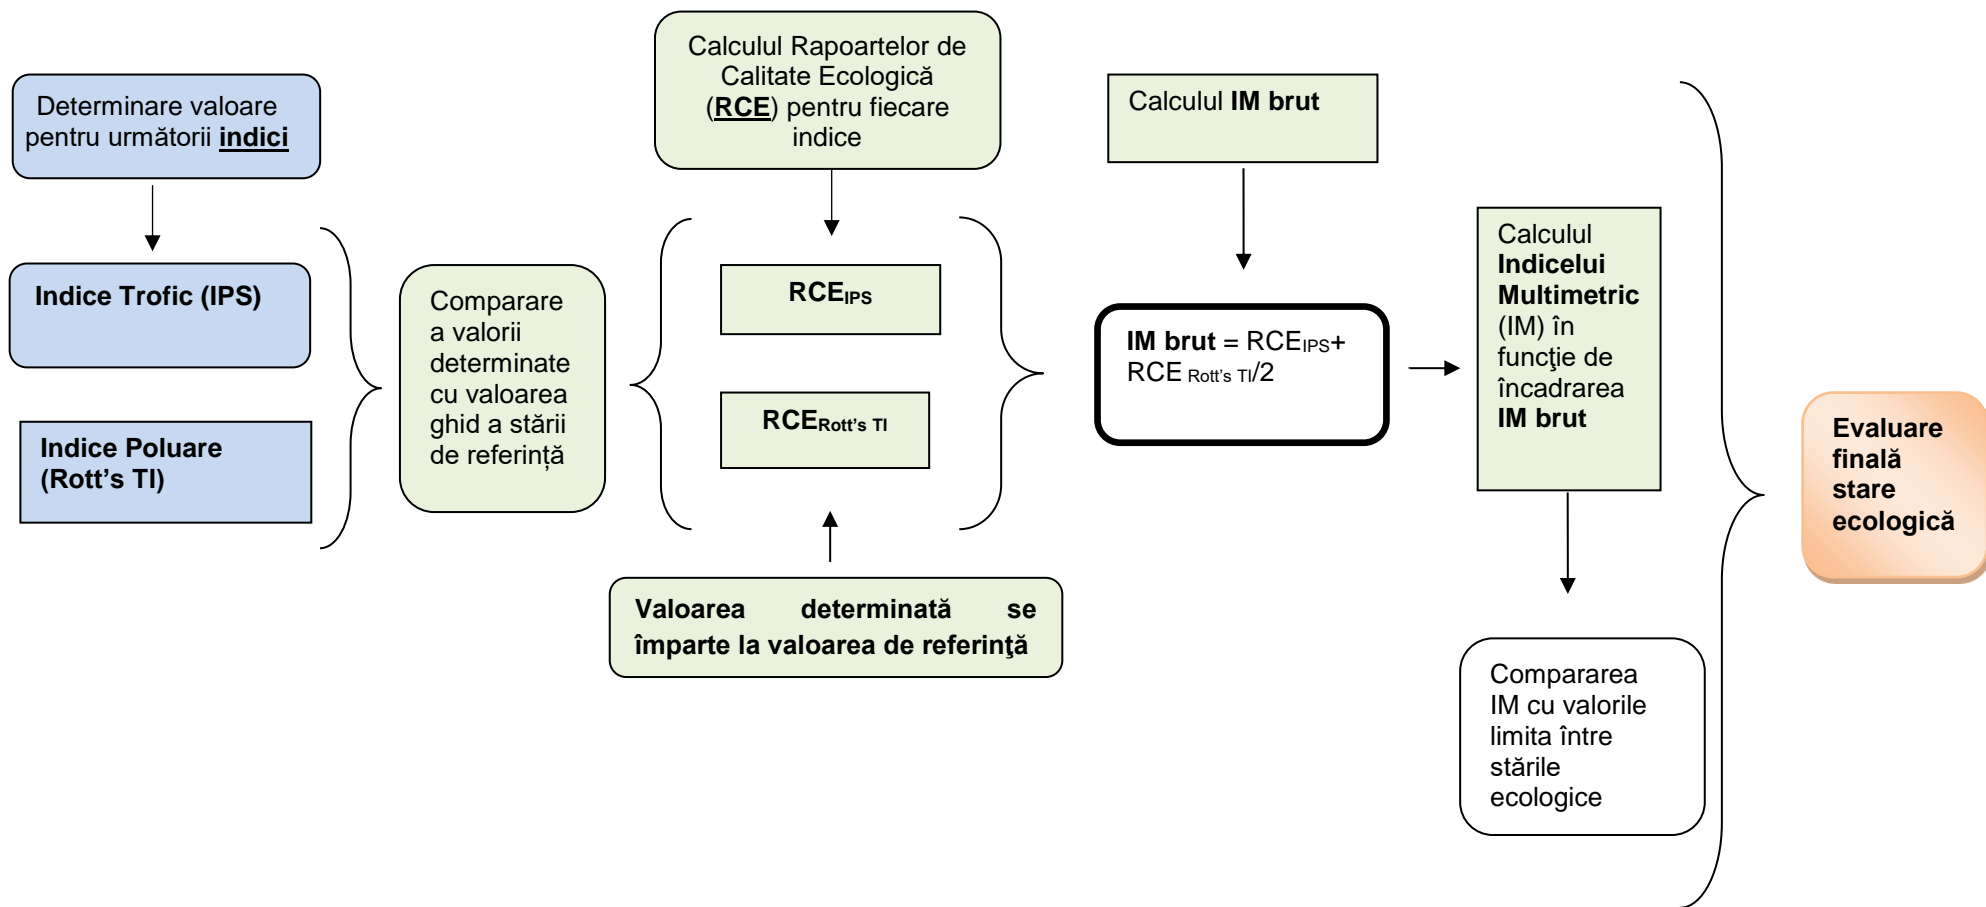 Determinare valoare
pentru următorii indici
Indice Trofic (IPS)
Indice Poluare
(Rott’s TI)
Comparare
a valorii
determinate
cu valoarea
ghid a stării
de referință
Calculul Rapoartelor de
Calitate Ecologică
(RCE) pentru fiecare
indice
RCEIPS
RCERott’s TI
Valoarea determinată se
împarte la valoarea de referinţă
Calculul IM brut
IM brut = RCEIPS+
RCE Rott’s TI/2
Calculul
Indicelui
Multimetric
(IM) în
funcţie de
încadrarea
IM brut
Compararea
IM cu valorile
limita între
stările
ecologice
Evaluare
finală
stare
ecologică